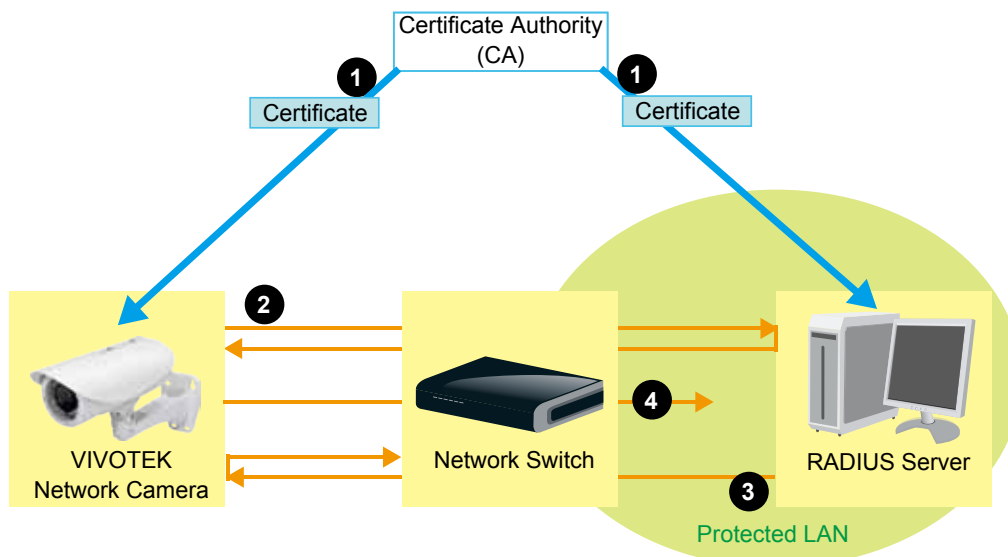 Certificate Authority
(CA)
1
1
Certificate
Certificate
2
4
VIVOTEK
Network Camera
Network Switch
RADIUS Server
3
Protected LAN